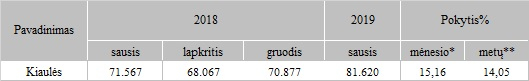 Pavadinimas 2018 2019 Pokytis%
sausis lapkritis gruodis sausis mėnesio* metų**
Kiaulės 71.567 68.067 70.877 81.620 15,16 14,05